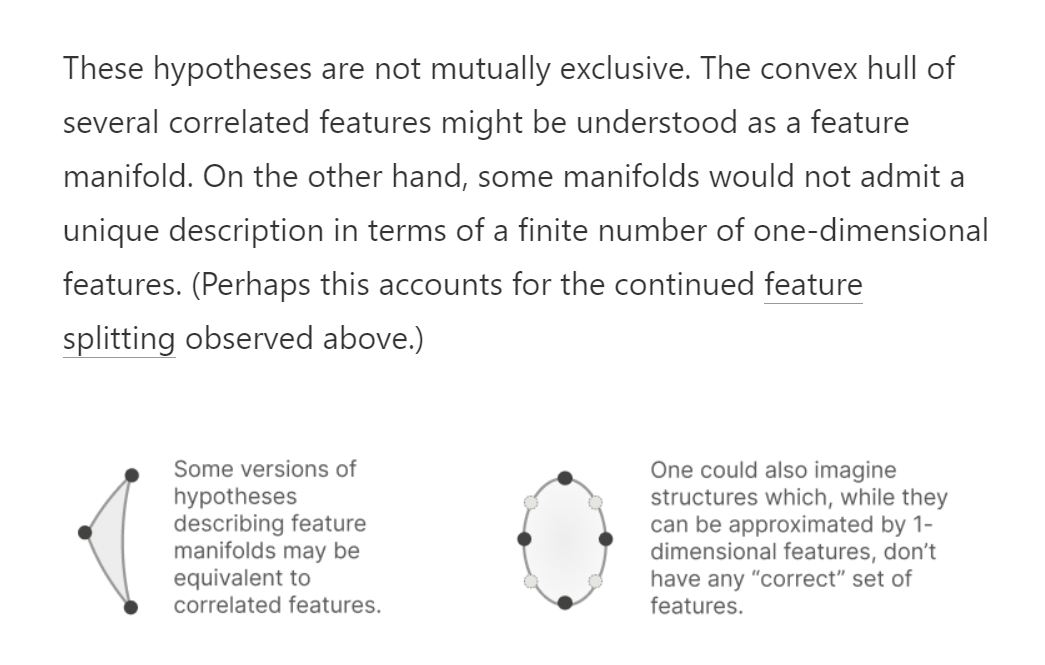 These hypotheses are not mutually exclusive. The convex hull of
several correlated features might be understood as a feature
manifold. On the other hand, some manifolds would not admit a
unique description in terms of a finite number of one-dimensional
features. (Perhaps this accounts for the continued feature
splitting observed above.)
Some versions of
hypotheses
describing feature
manifolds may be
equivalent to
correlated features.
One could also imagine
structures which, while they
can be approximated by 1-
dimensional features, don’t
have any “correct” set of
features.